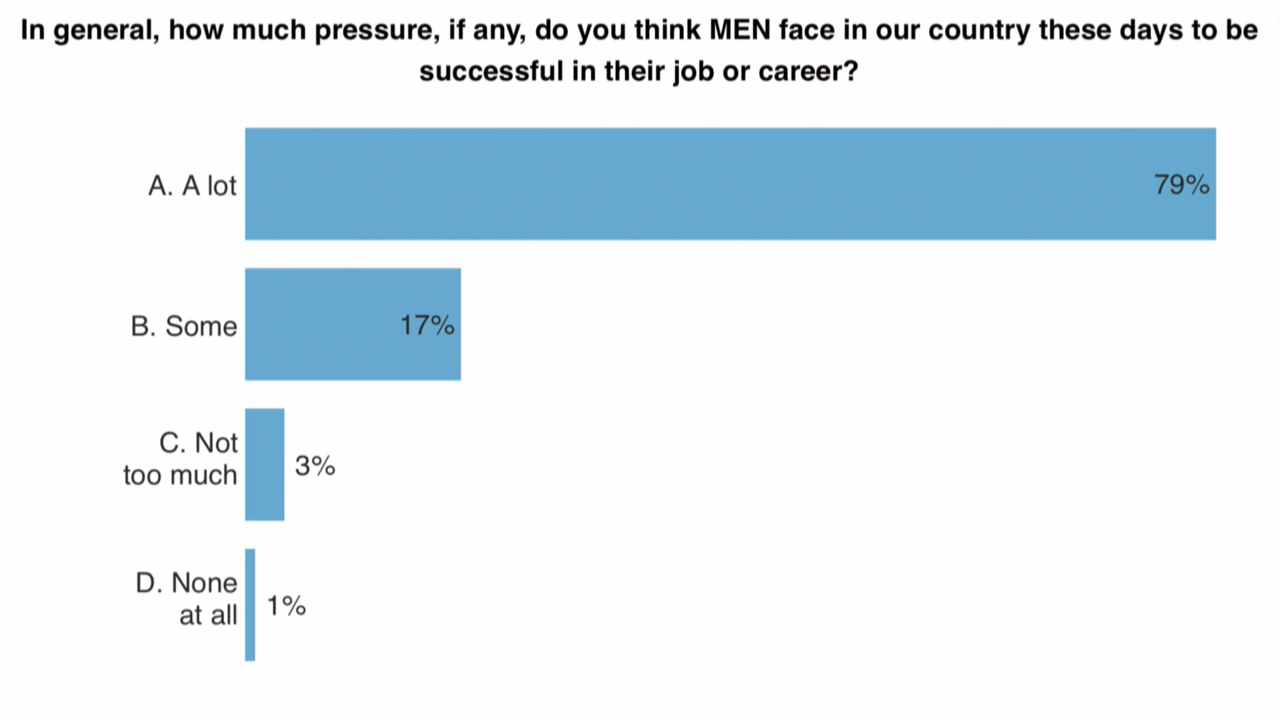 In general, how much pressure, if any, do you think MEN face in our country these days to be
successful in their job or career?
A. A lot
79%
B. Some
17%
C. Not
too much
3%
D. None
at all
1%